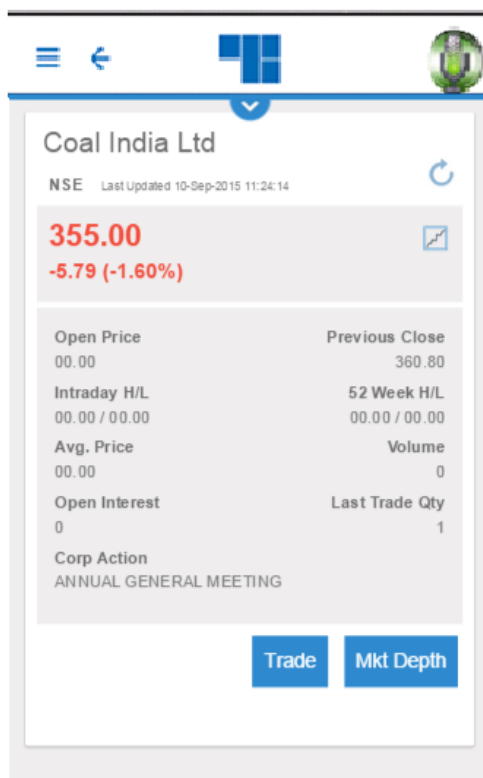 Coal India Ltd
NSE Last Updated 10-Sep-2015 11:24:14
355.00
-5.79 (-1.60%)
Open Price Previous Close
00.00 360.80
Intraday H/L 52 Week H/L
00.00 / 00.00 00.00 / 00.00
Avg. Price Volume
00.00 0
Open Interest Last Trade Qty
0 1
Corp Action
ANNUAL GENERAL MEETING
Trade Mkt Depth